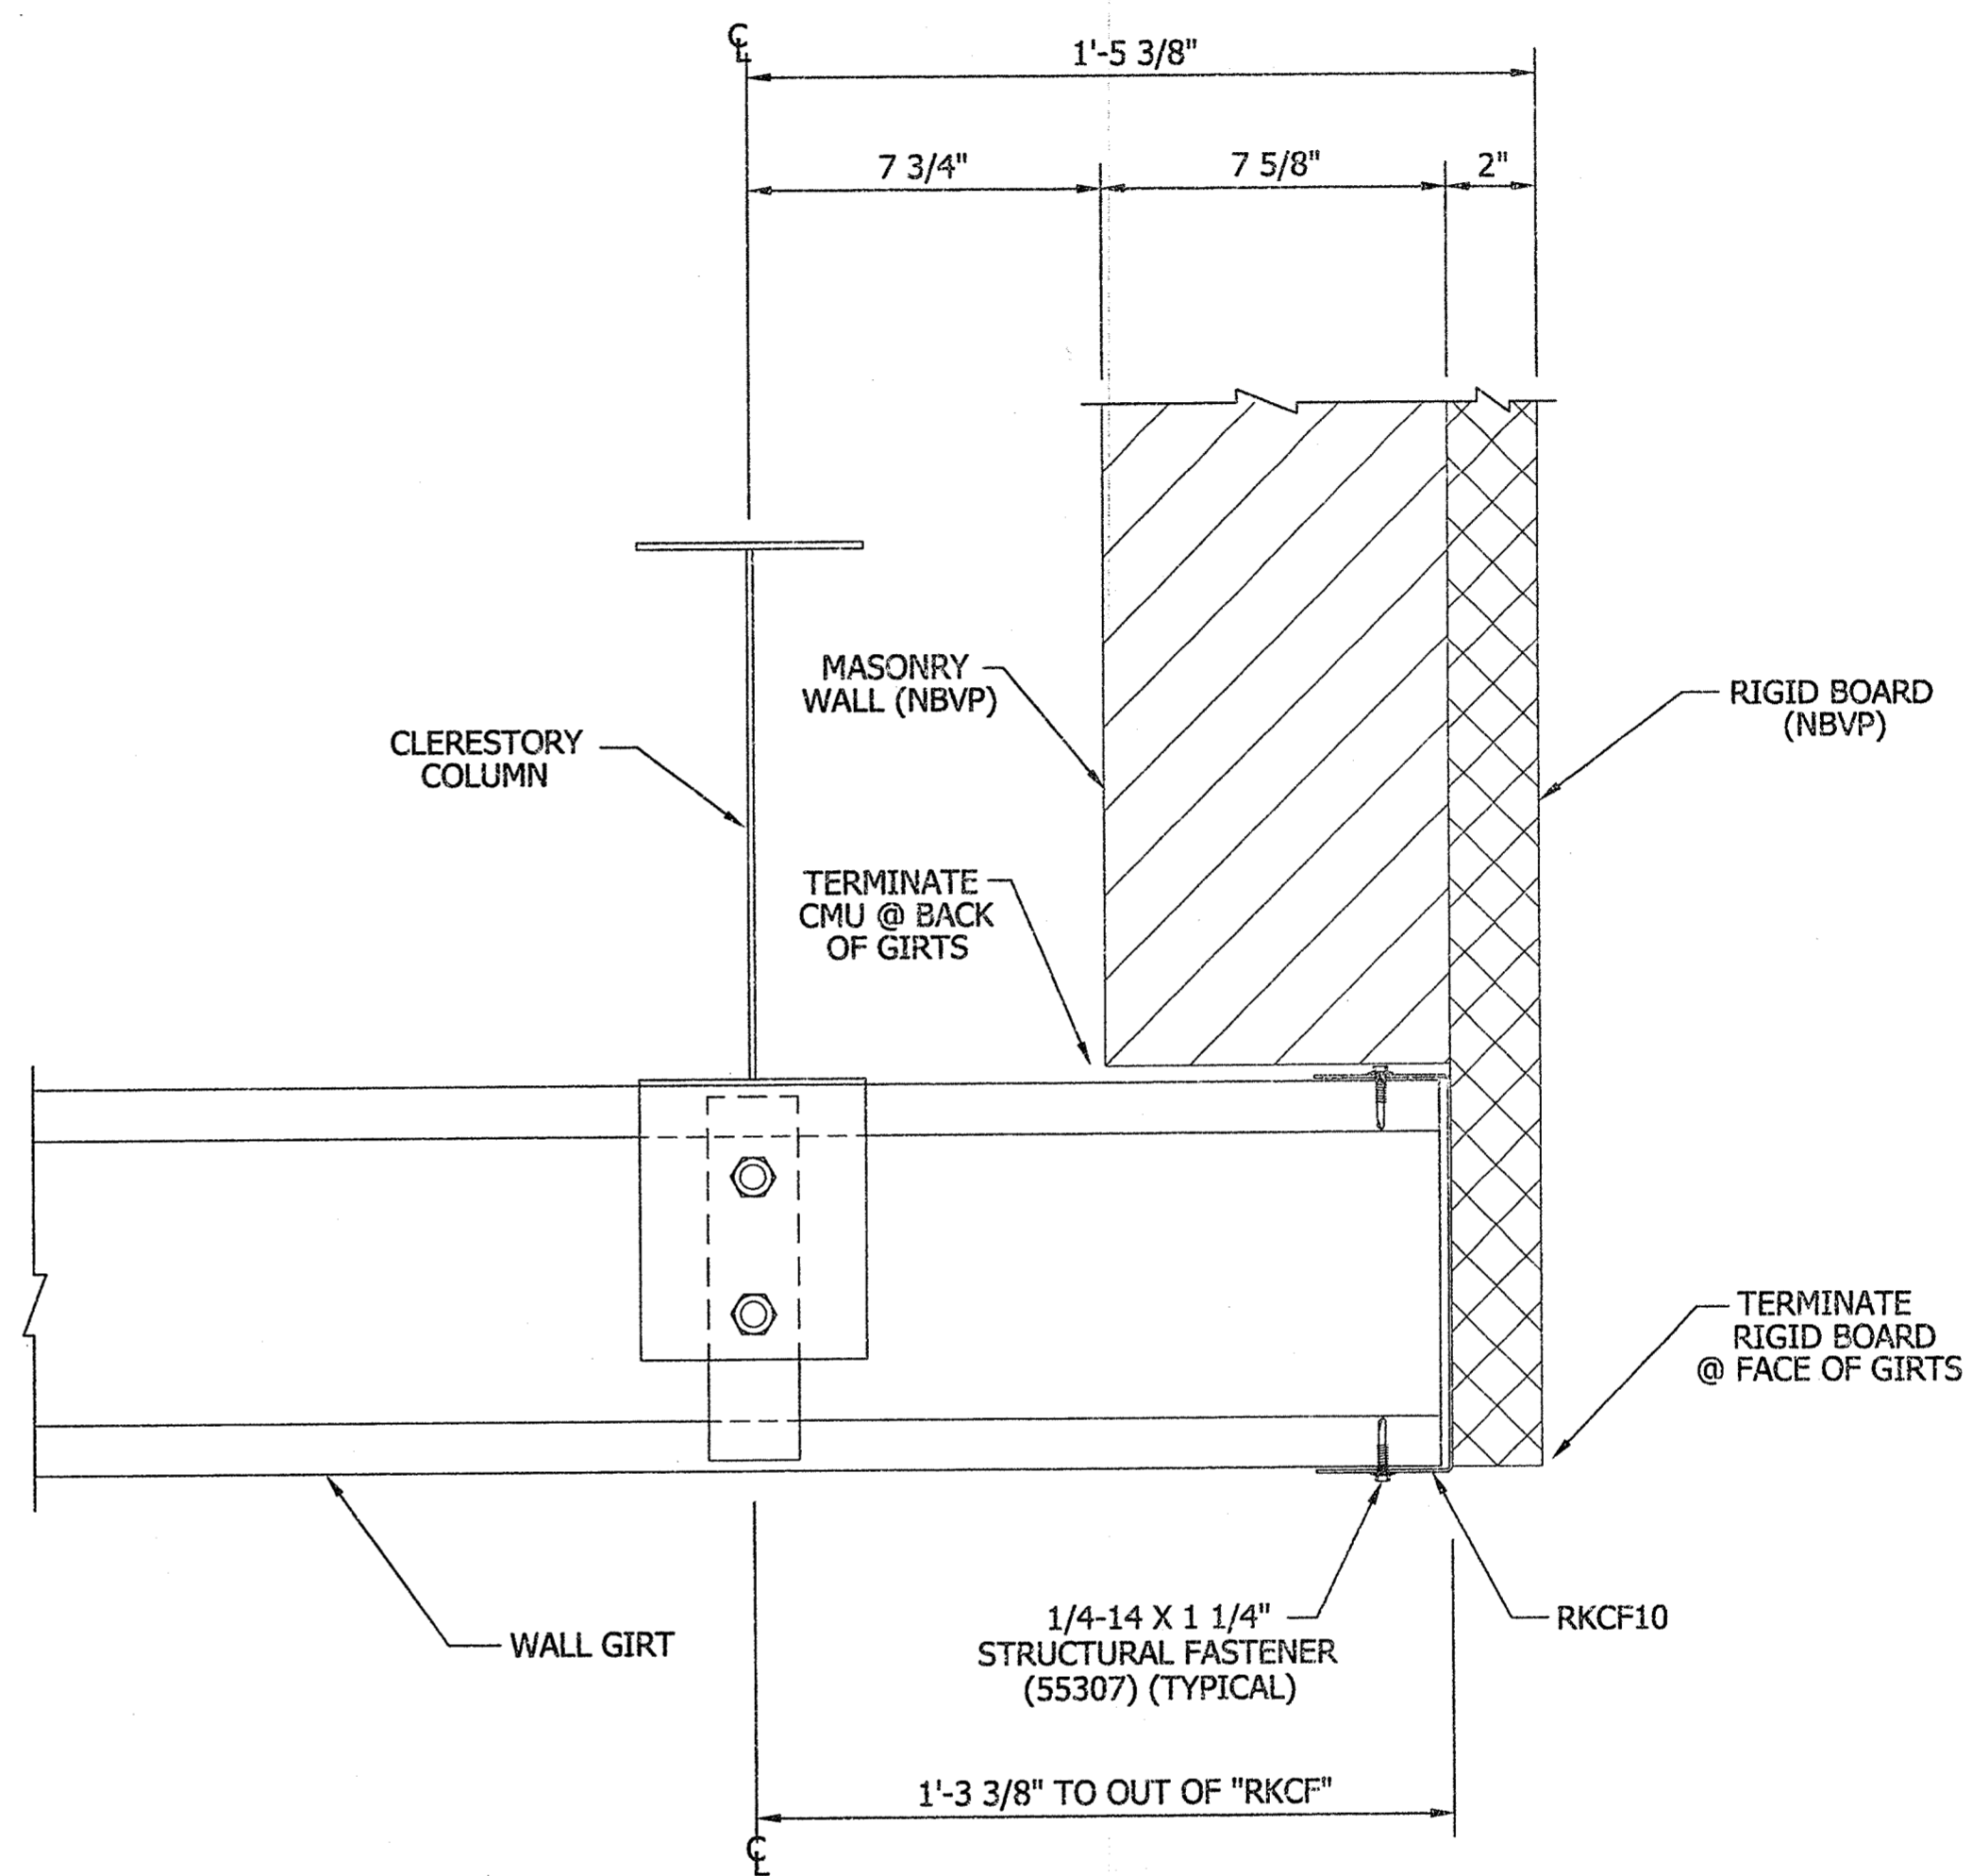 ℄
1'-5 3/8"
7 3/4"
7 5/8"
2"
MASONRY
WALL (NBVP)
RIGID BOARD
(NBVP)
CLERESTORY
COLUMN
TERMINATE
CMU @ BACK
OF GIRTS
TERMINATE
RIGID BOARD
@ FACE OF GIRTS
WALL GIRT
1/4-14 X 1 1/4"
STRUCTURAL FASTENER
(55307) (TYPICAL)
RKCF10
1'-3 3/8" TO OUT OF "RKCF"
℄